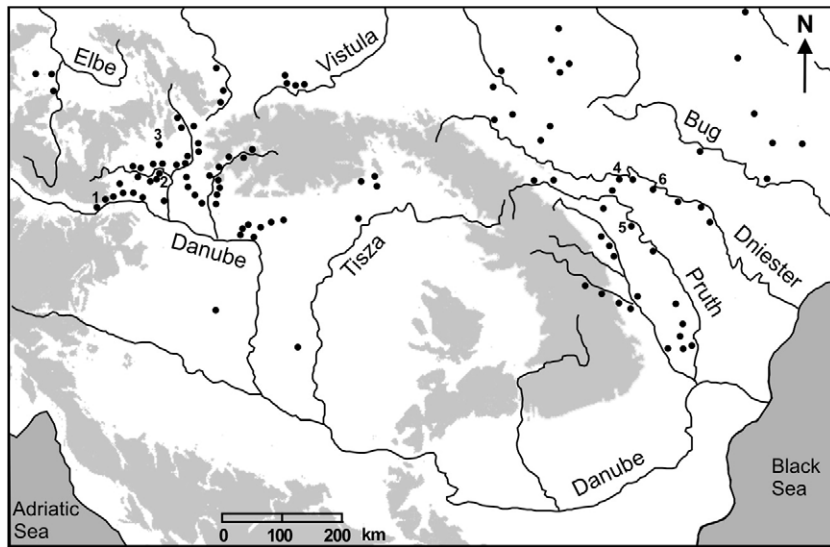 N
Elbe
Vistula
Bug
3
4
6
1
2
5
Danube
Tisza
Dniester
Pruth
Danube
Black
Sea
Adriatic
Sea
0
100
200
km